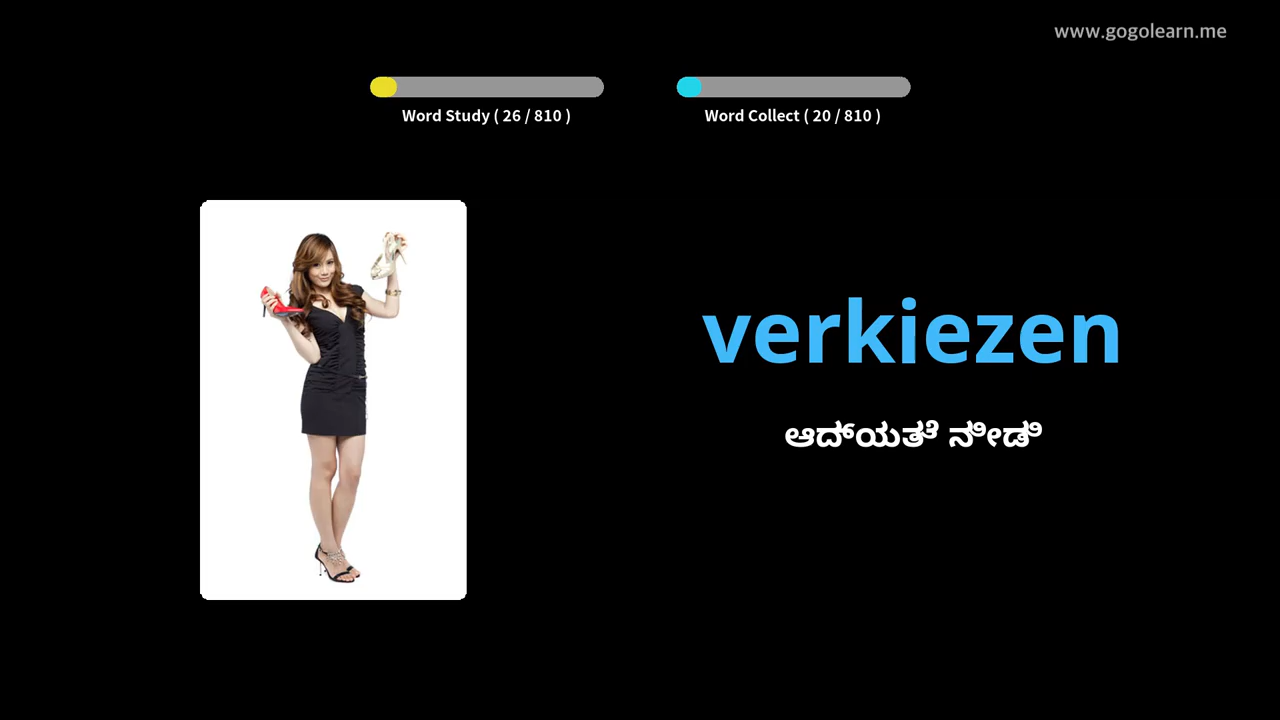 www.gogolearn.me
Word Study ( 26 / 810 )
Word Collect ( 20 / 810 )
verkiezen
ಆದ್ಯತೆ ನೀಡಿ